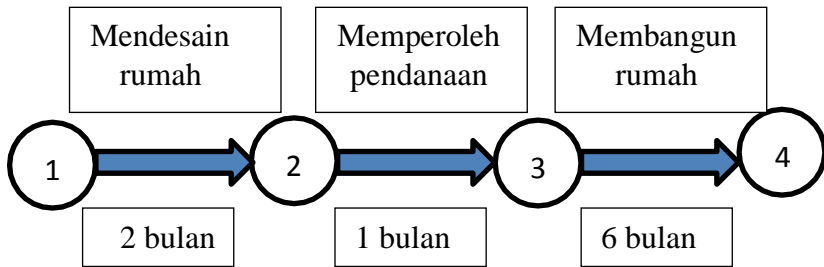 Mendesain
rumah
Memperoleh
pendanaan
Membangun
rumah
1
2
3
4
2 bulan
1 bulan
6 bulan